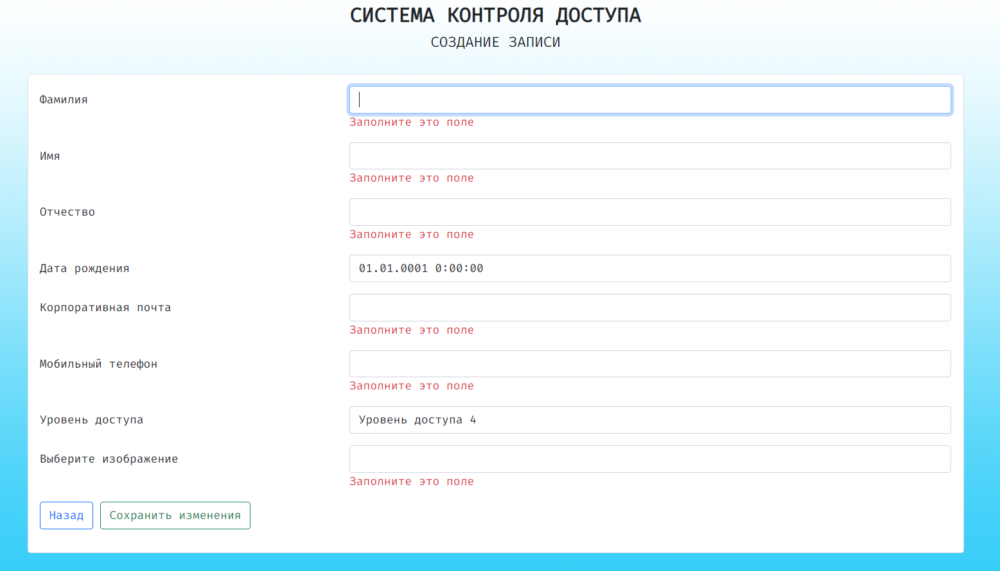 СИСТЕМА КОНТРОЛЯ ДОСТУПА
СОЗДАНИЕ ЗАПИСИ
Фамилия
Заполните это поле
Имя
Заполните это поле
Отчество
Заполните это поле
Дата рождения 01.01.0001 0:00:00
Корпоративная почта
Заполните это поле
Мобильный телефон
Заполните это поле
Уровень доступа Уровень доступа 4
Выберите изображение
Заполните это поле
Назад Сохранить изменения